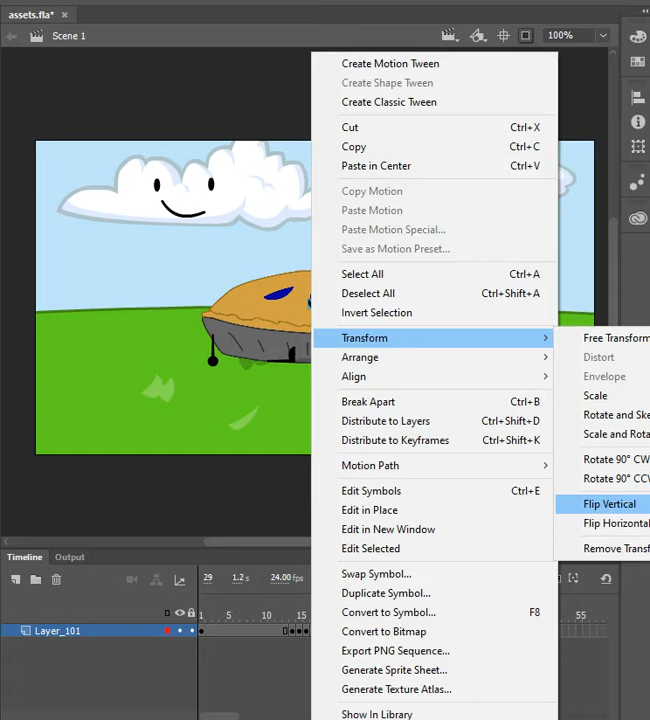 assets.fla*
Scene 1
100%
Create Motion Tween
Create Shape Tween
Create Classic Tween
Cut Ctrl+X
Copy Ctrl+C
Paste in Center Ctrl+V
Copy Motion
Paste Motion
Paste Motion Special...
Save as Motion Preset...
Select All Ctrl+A
Deselect All Ctrl+Shift+A
Invert Selection
Transform
Free Transform
Arrange
Distort
Align
Envelope
Scale
Break Apart Ctrl+B
Rotate and Ske
Distribute to Layers Ctrl+Shift+D
Scale and Rota
Distribute to Keyframes Ctrl+Shift+K
Rotate 90° CW
Motion Path
Rotate 90° CCW
Edit Symbols Ctrl+E
Flip Vertical
Edit in Place
Flip Horizontal
Edit in New Window
Edit Selected
Remove Transf
Timeline Output
Swap Symbol...
29 1.2 s 24.00 fps
Duplicate Symbol...
Convert to Symbol... F8
1 5 10 15 55
Layer_101
Convert to Bitmap
Export PNG Sequence...
Generate Sprite Sheet...
Generate Texture Atlas...
Show In Library